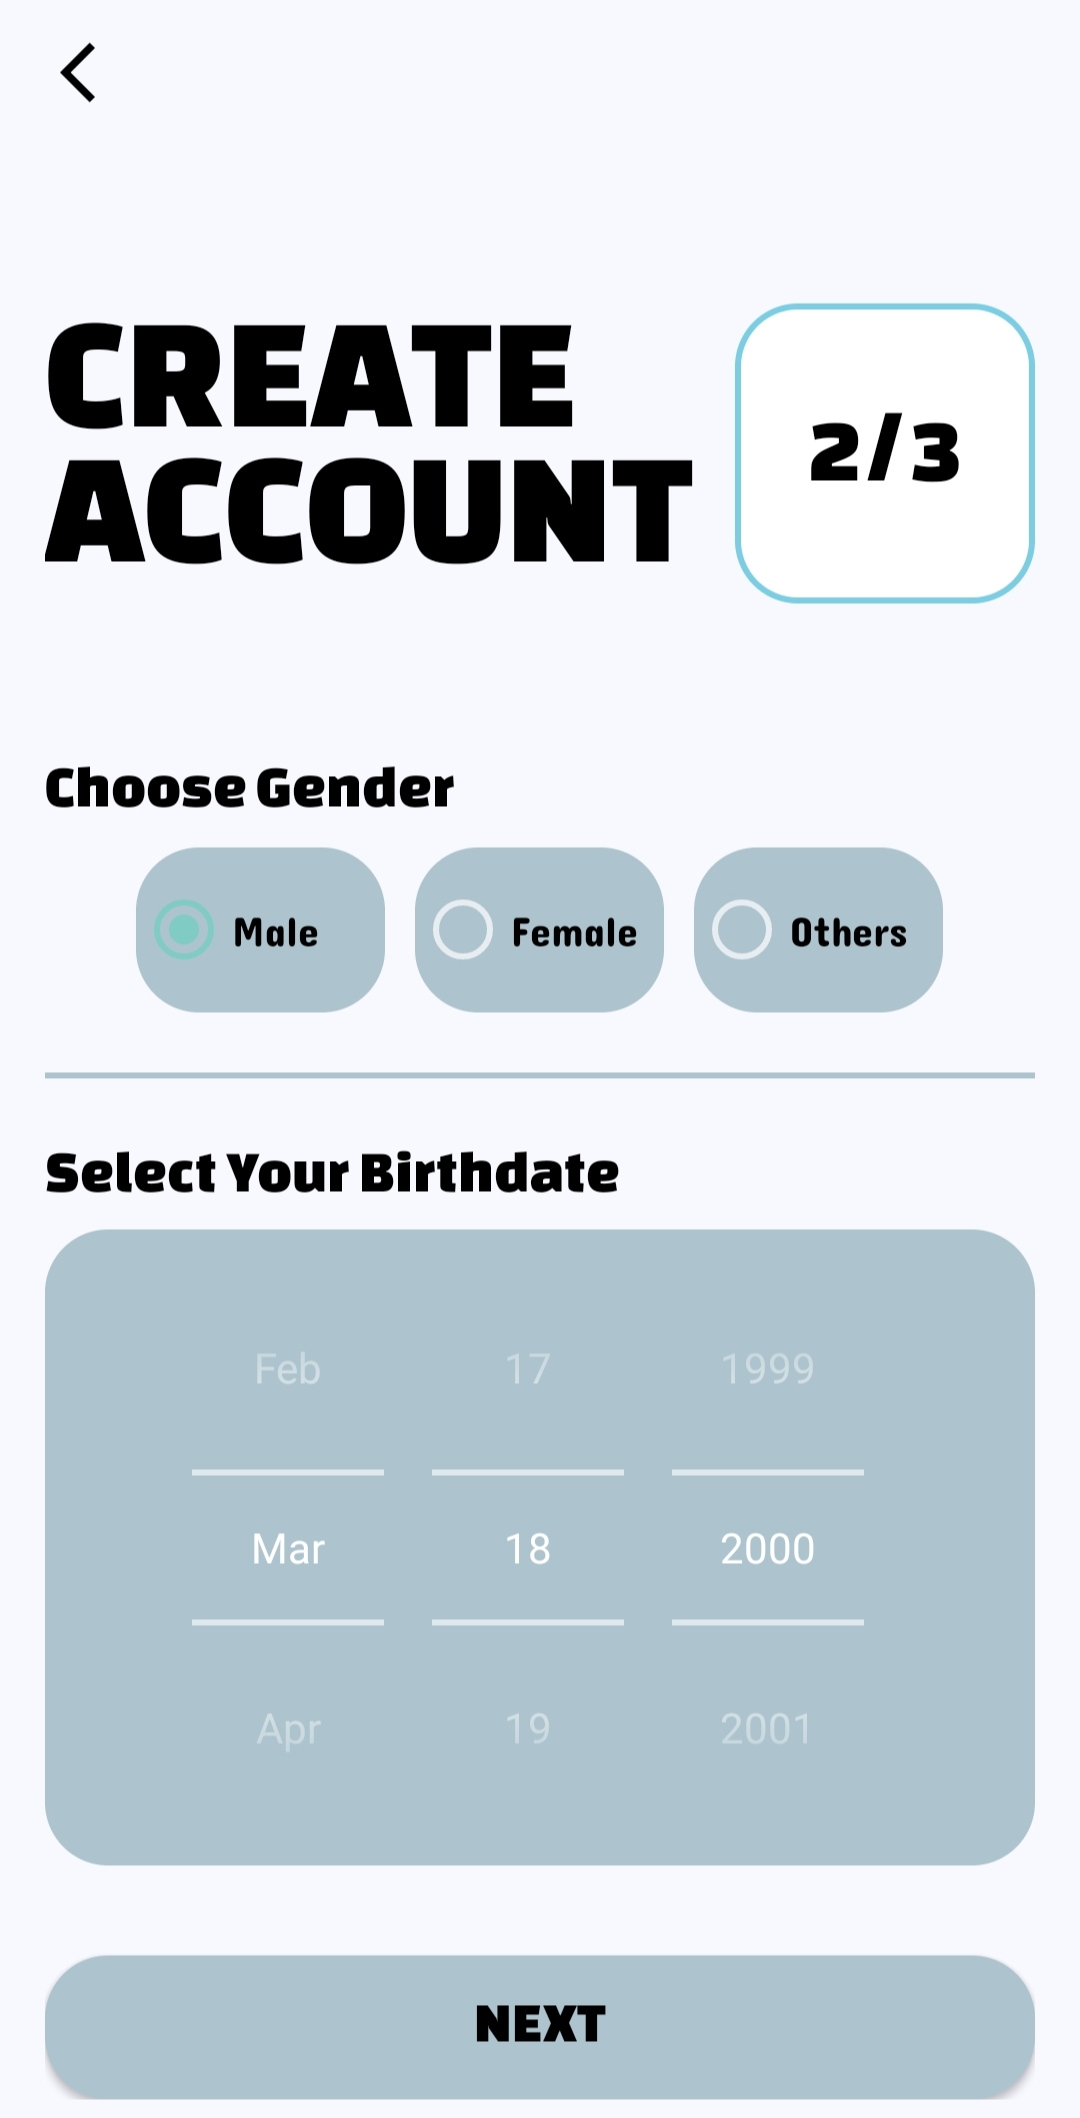 CREATE
ACCOUNT
2/3
Choose Gender
Male Female Others
Select Your Birthdate
Feb 17 1999
Mar 18 2000
Apr 19 2001
NEXT